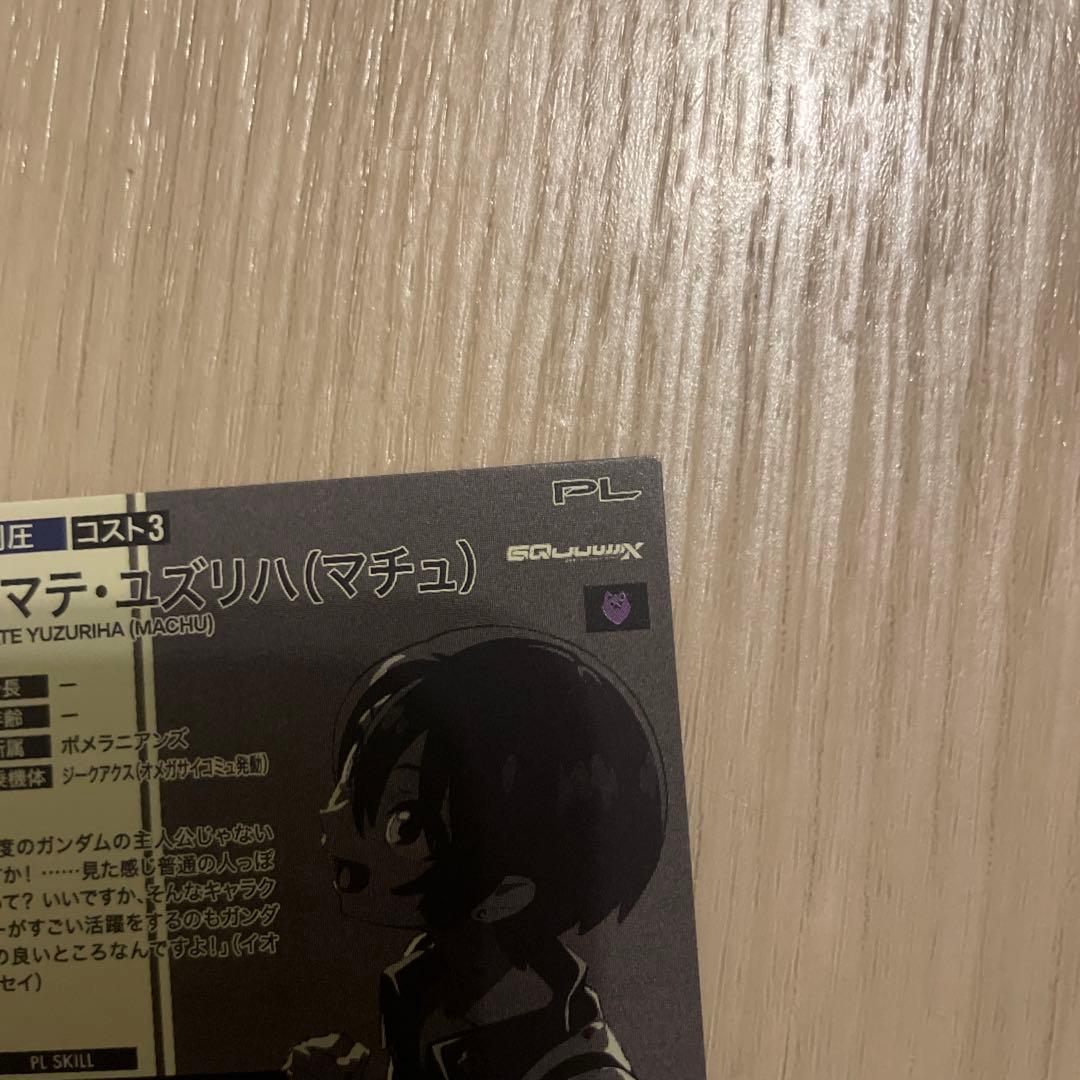 PL
圧 コスト3
GQuuuuuuX
マテ・ユズリハ(マチュ)
TE YUZURIHA (MACHU)
長 ー
年齢 ー
所属 ポメラニアンズ
乗機体 ジークアクス(オメガサイコミュ発動)
度のガンダムの主人公じゃない
か! ……見た感じ普通の人っぽ
て? いいですか、そんなキャラク
ーがすごい活躍をするのもガンダ
の良いところなんですよ!」(イオ
セイ)
PL SKILL